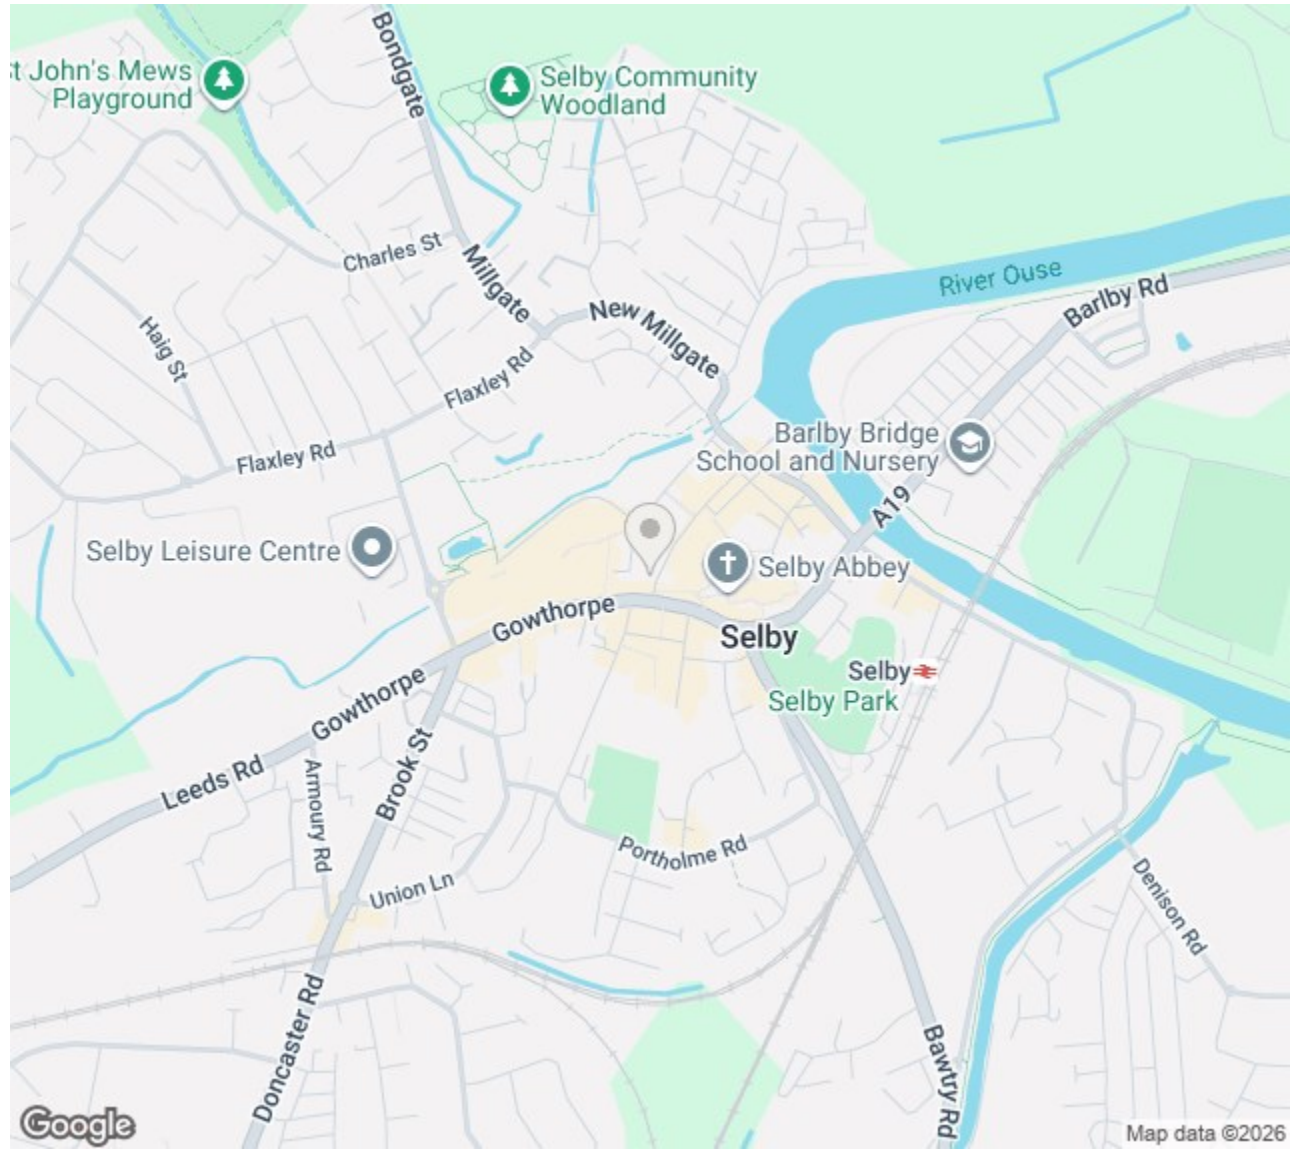 Bondgate
t John's Mews
Playground
Selby Community
Woodland
Charles St
Millgate
River Ouse
Barlby Rd
New Millgate
Haig St
Flaxley Rd
Flaxley Rd
Barlby Bridge
School and Nursery
A19
Selby Leisure Centre
Selby Abbey
Gowthorpe
Selby
Selby
Selby Park
Gowthorpe
Leeds Rd
Brook St
Armoury Rd
Portholme Rd
Union Ln
Denison Rd
Doncaster Rd
Bawtry Rd
Google
Map data ©2026